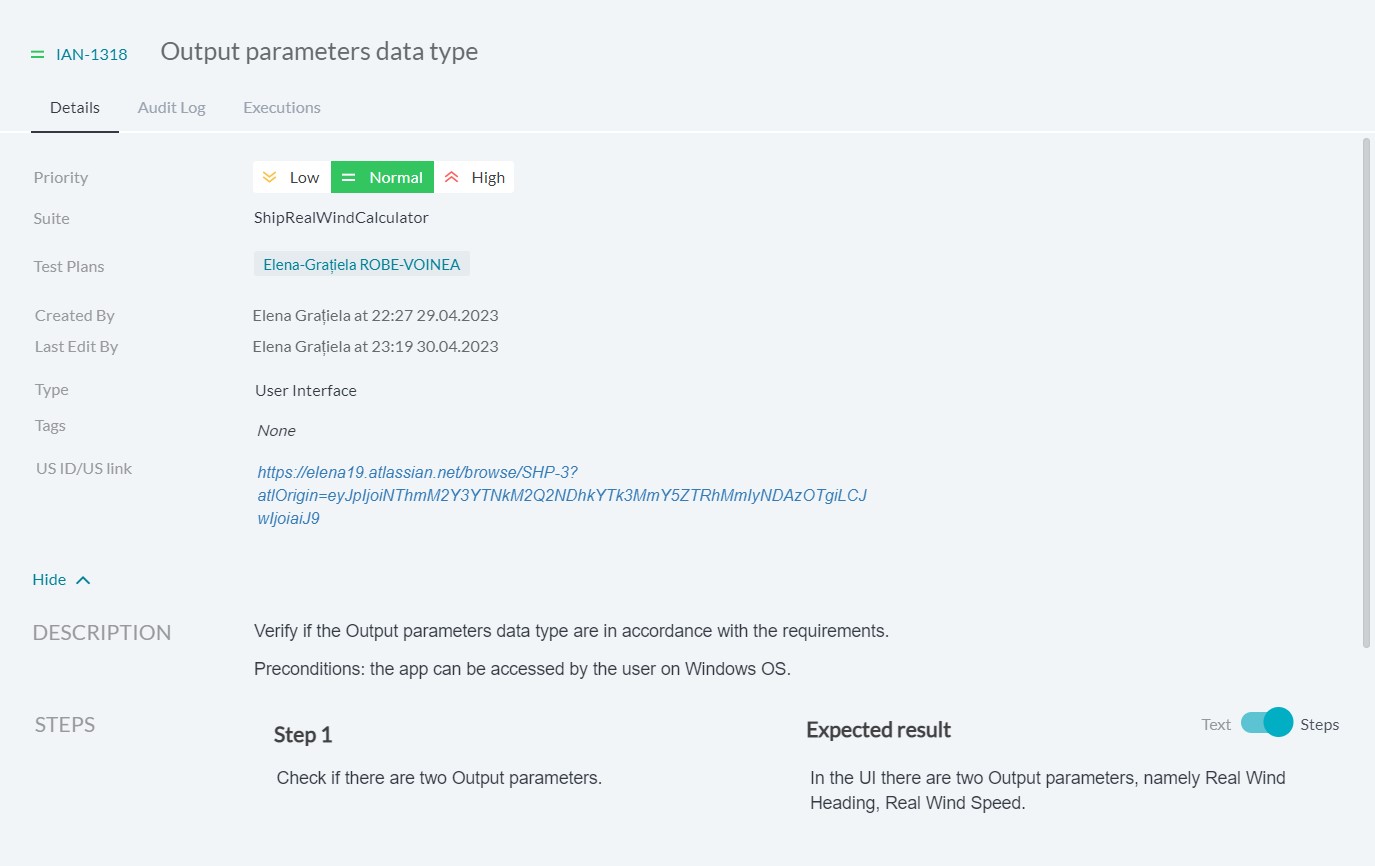 IAN-1318 Output parameters data type
Details Audit Log Executions
Priority Low Normal High
Suite ShipRealWindCalculator
Test Plans Elena-Grațiela ROBE-VOINEA
Created By Elena Grațiela at 22:27 29.04.2023
Last Edit By Elena Grațiela at 23:19 30.04.2023
Type User Interface
Tags None
US ID/US link https://elena19.atlassian.net/browse/SHP-3?
atlOrigin=eyJpIjoiNThmM2Y3YTNkM2Q2NDhkYTk3MmY5ZTRhMmIyNDAzOTgiLCJ
wIjoiaiJ9
Hide
DESCRIPTION Verify if the Output parameters data type are in accordance with the requirements.
Preconditions: the app can be accessed by the user on Windows OS.
STEPS Step 1 Expected result Text Steps
Check if there are two Output parameters. In the UI there are two Output parameters, namely Real Wind
Heading, Real Wind Speed.